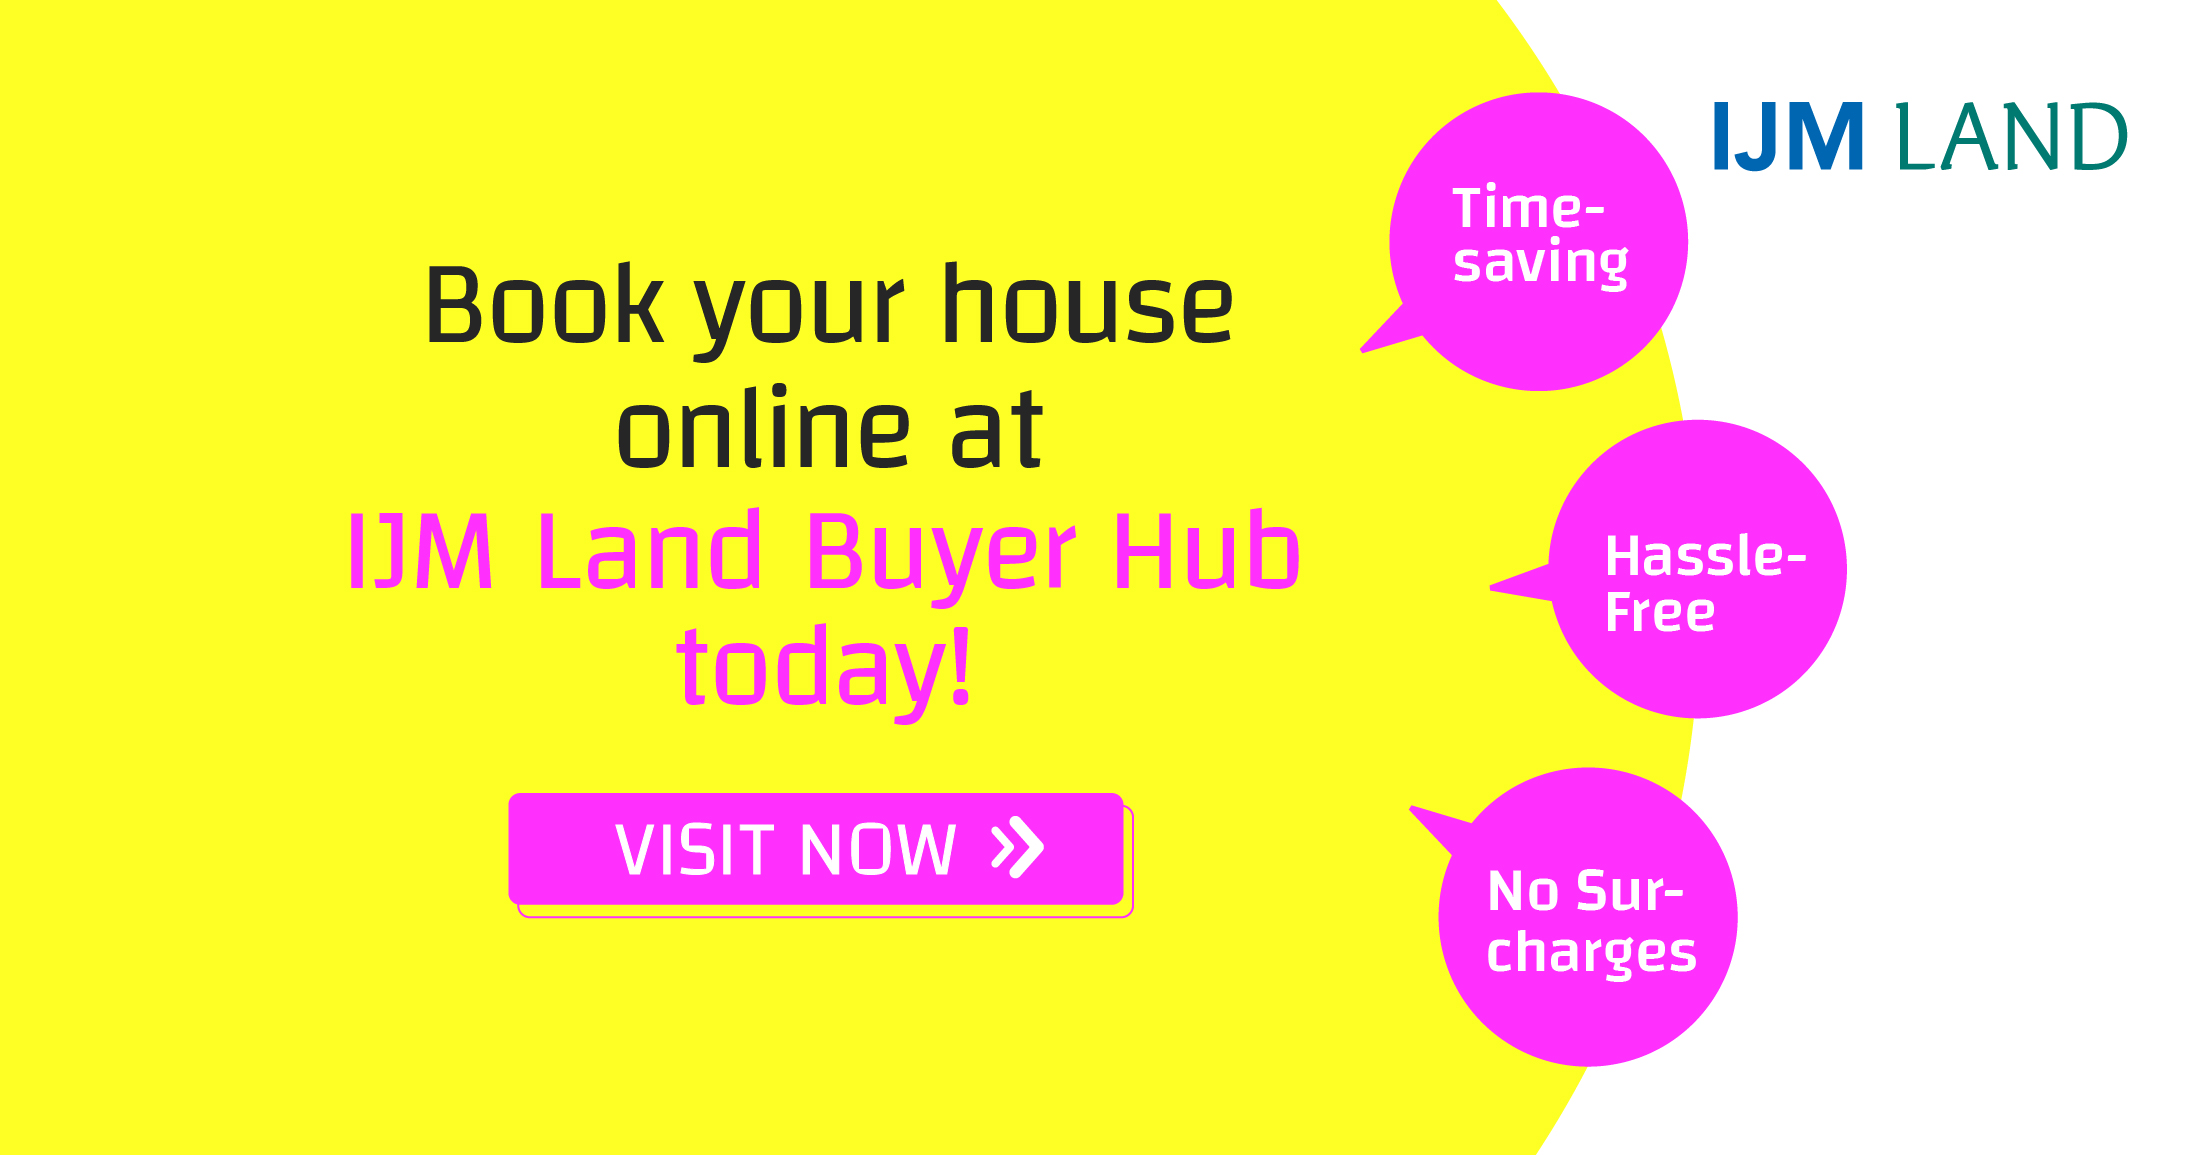 IJM LAND
Book your house
online at
IJM Land Buyer Hub
today!
VISIT NOW
Time-
saving
Hassle-
Free
No Sur-
charges